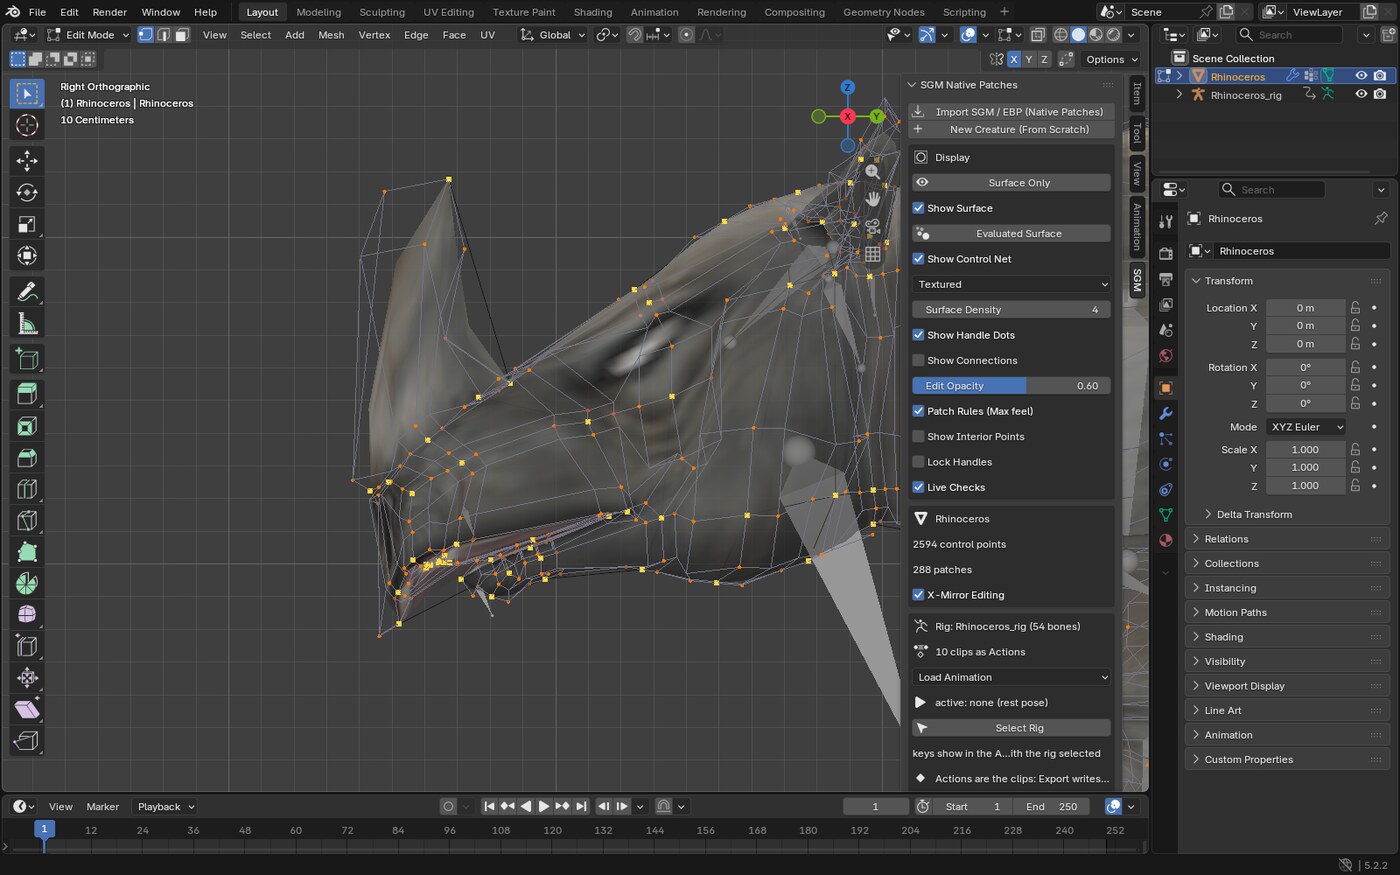 File Edit Render Window Help Layout Modeling Sculpting UV Editing Texture Paint Shading Animation Rendering Compositing Geometry Nodes Scripting + Scene ViewLayer
Edit Mode View Select Add Mesh Vertex Edge Face UV Global Search
X Y Z Options
Right Orthographic
(1) Rhinoceros | Rhinoceros
10 Centimeters
Z
X
Y
SGM Native Patches
Import SGM / EBP (Native Patches)
New Creature (From Scratch)
Display
Surface Only
Show Surface
Evaluated Surface
Show Control Net
Textured
Surface Density 4
Show Handle Dots
Show Connections
Edit Opacity 0.60
Patch Rules (Max feel)
Show Interior Points
Lock Handles
Live Checks
Rhinoceros
2594 control points
288 patches
X-Mirror Editing
Rig: Rhinoceros_rig (54 bones)
10 clips as Actions
Load Animation
active: none (rest pose)
Select Rig
keys show in the A...ith the rig selected
Actions are the clips: Export writes...
Item
Tool
View
Animation
SGM
Scene Collection
Rhinoceros
Rhinoceros_rig
Search
Rhinoceros
Rhinoceros
Transform
Location X 0 m
Y 0 m
Z 0 m
Rotation X 0°
Y 0°
Z 0°
Mode XYZ Euler
Scale X 1.000
Y 1.000
Z 1.000
Delta Transform
Relations
Collections
Instancing
Motion Paths
Shading
Visibility
Viewport Display
Line Art
Animation
Custom Properties
View Marker Playback 1 Start 1 End 250
1 12 24 36 48 60 72 84 96 108 120 132 144 156 168 180 192 204 216 228 240 252
5.2.2